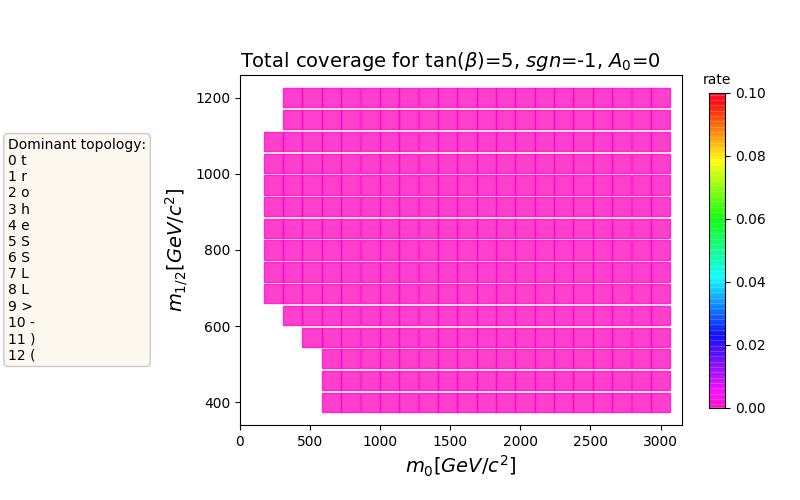 Total coverage for tan(β)=5, sgn=-1, A₀=0
rate
Dominant topology:
0 t
1 r
2 o
3 h
4 e
5 S
6 S
7 L
8 L
9 >
10 -
11 )
12 (
m₁/₂[GeV/c²]
1200
1000
800
600
400
0 500 1000 1500 2000 2500 3000
m₀[GeV/c²]
0.10
0.08
0.06
0.04
0.02
0.00